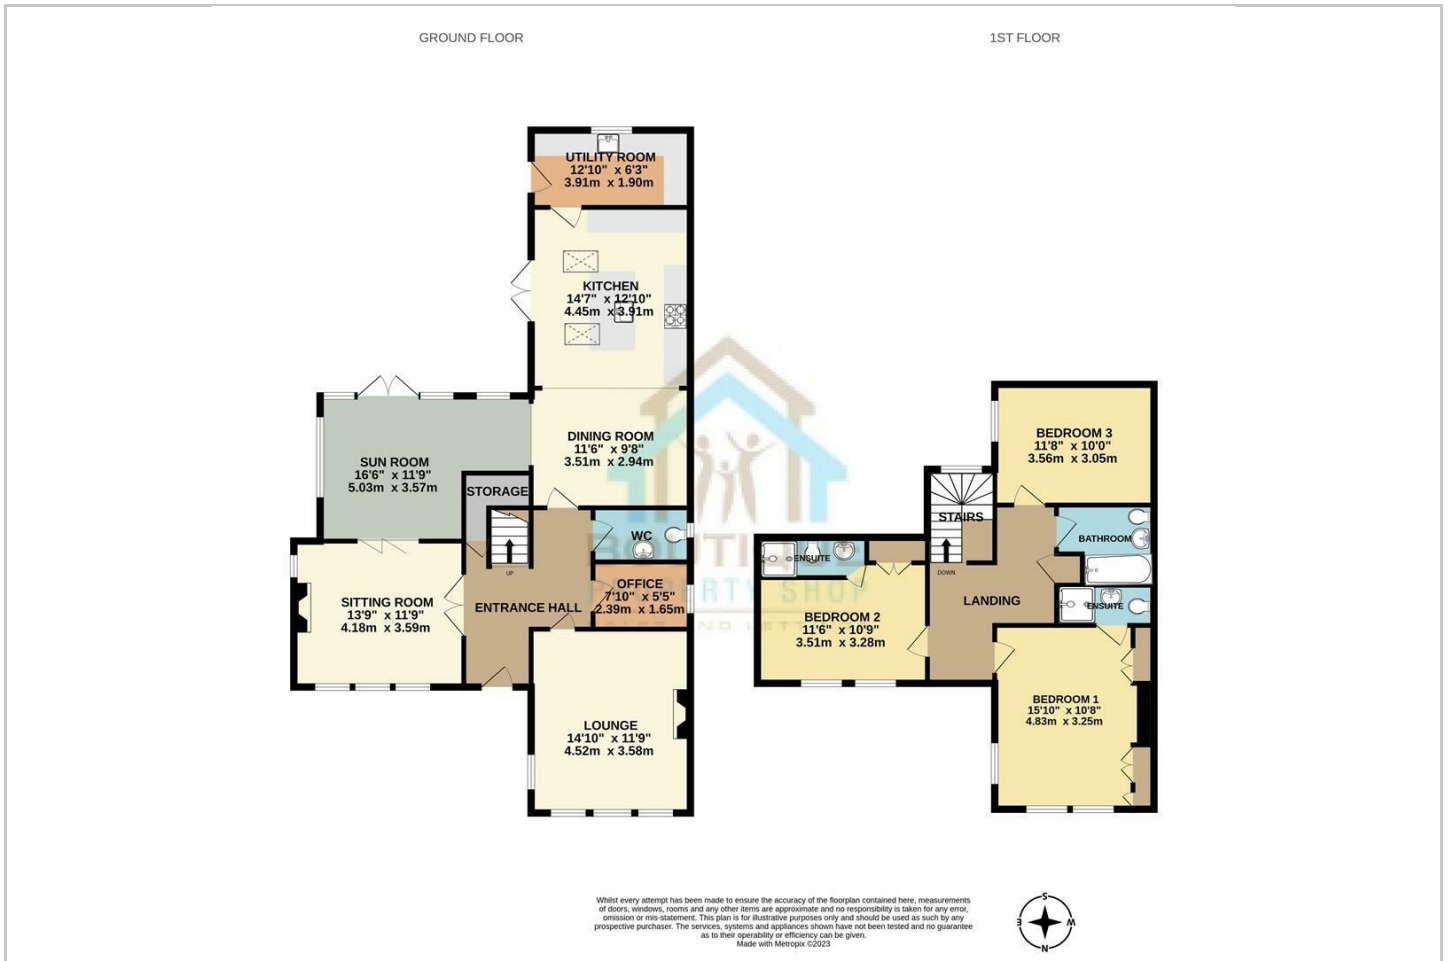 GROUND FLOOR
1ST FLOOR
UTILITY ROOM
12'10" x 6'3"
3.91m x 1.90m
KITCHEN
14'7" x 12'10"
4.45m x 3.91m
DINING ROOM
11'6" x 9'8"
3.51m x 2.94m
SUN ROOM
16'6" x 11'9"
5.03m x 3.57m
STORAGE
WC
UP
OFFICE
7'10" x 5'5"
2.39m x 1.65m
SITTING ROOM
13'9" x 11'9"
4.18m x 3.59m
ENTRANCE HALL
LOUNGE
14'10" x 11'9"
4.52m x 3.58m
BOUTIQUE
PROPERTY SHOP
BEDROOM 3
11'8" x 10'0"
3.56m x 3.05m
STAIRS
BATHROOM
ENSUITE
DOWN
LANDING
ENSUITE
BEDROOM 2
11'6" x 10'9"
3.51m x 3.28m
BEDROOM 1
15'10" x 10'8"
4.83m x 3.25m
Whilst every attempt has been made to ensure the accuracy of the floorplan contained here, measurements
of doors, windows, rooms and any other items are approximate and no responsibility is taken for any error,
omission or mis-statement. This plan is for illustrative purposes only and should be used as such by any
prospective purchaser. The services, systems and appliances shown have not been tested and no guarantee
as to their operability or efficiency can be given.
Made with Metropix ©2023
S
E
W
N